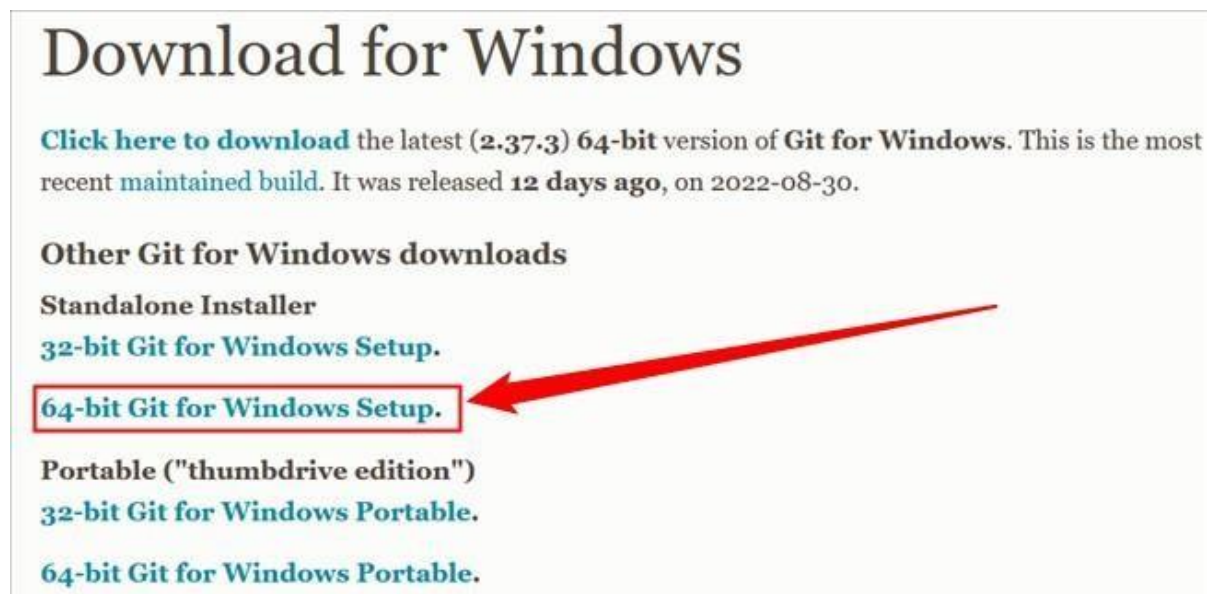 Download for Windows
Click here to download the latest (2.37.3) 64-bit version of Git for Windows. This is the most
recent maintained build. It was released 12 days ago, on 2022-08-30.
Other Git for Windows downloads
Standalone Installer
32-bit Git for Windows Setup.
64-bit Git for Windows Setup.
Portable ("thumbdrive edition")
32-bit Git for Windows Portable.
64-bit Git for Windows Portable.